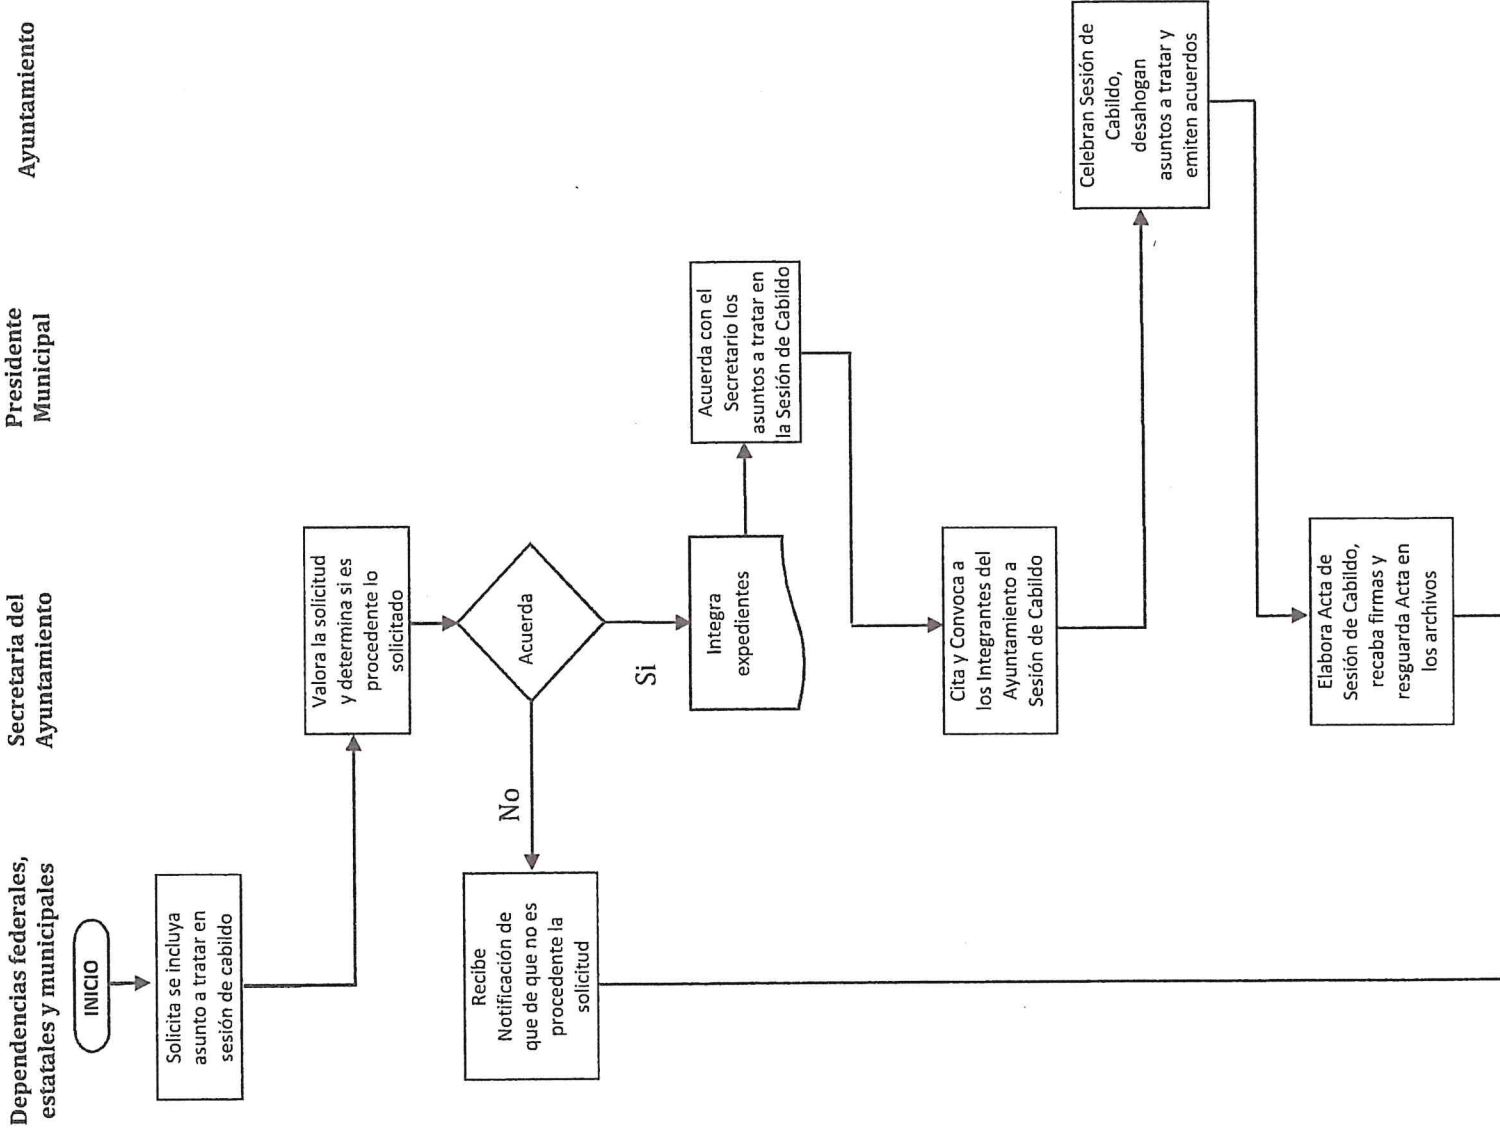 Dependencias federales,
estatales y municipales
Secretaria del
Ayuntamiento
Presidente
Municipal
Ayuntamiento
INICIO
Solicita se incluya
asunto a tratar en
sesión de cabildo
Valora la solicitud
y determina si es
procedente lo
solicitado
Acuerda
No
Si
Recibe
Notificación de
que de que no es
procedente la
solicitud
Integra
expedientes
Acuerda con el
Secretario los
asuntos a tratar en
la Sesión de Cabildo
Cita y Convoca a
los Integrantes del
Ayuntamiento a
Sesión de Cabildo
Celebran Sesión de
Cabildo,
desahogan
asuntos a tratar y
emiten acuerdos
Elabora Acta de
Sesión de Cabildo,
recaba firmas y
resguarda Acta en
los archivos